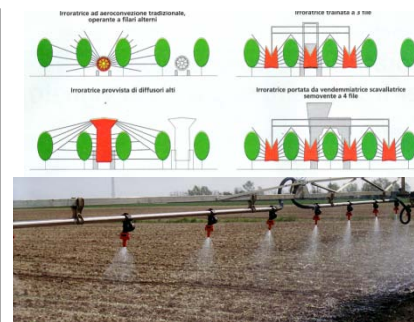 Irroratrice ad aeroconvezione tradizionale,
operante a filari alterni
Irroratrice trainata a 3 file
Irroratrice provvista di diffusori alti
Irroratrice portata da vendemmiatrice scavallatrice
semovente a 4 file